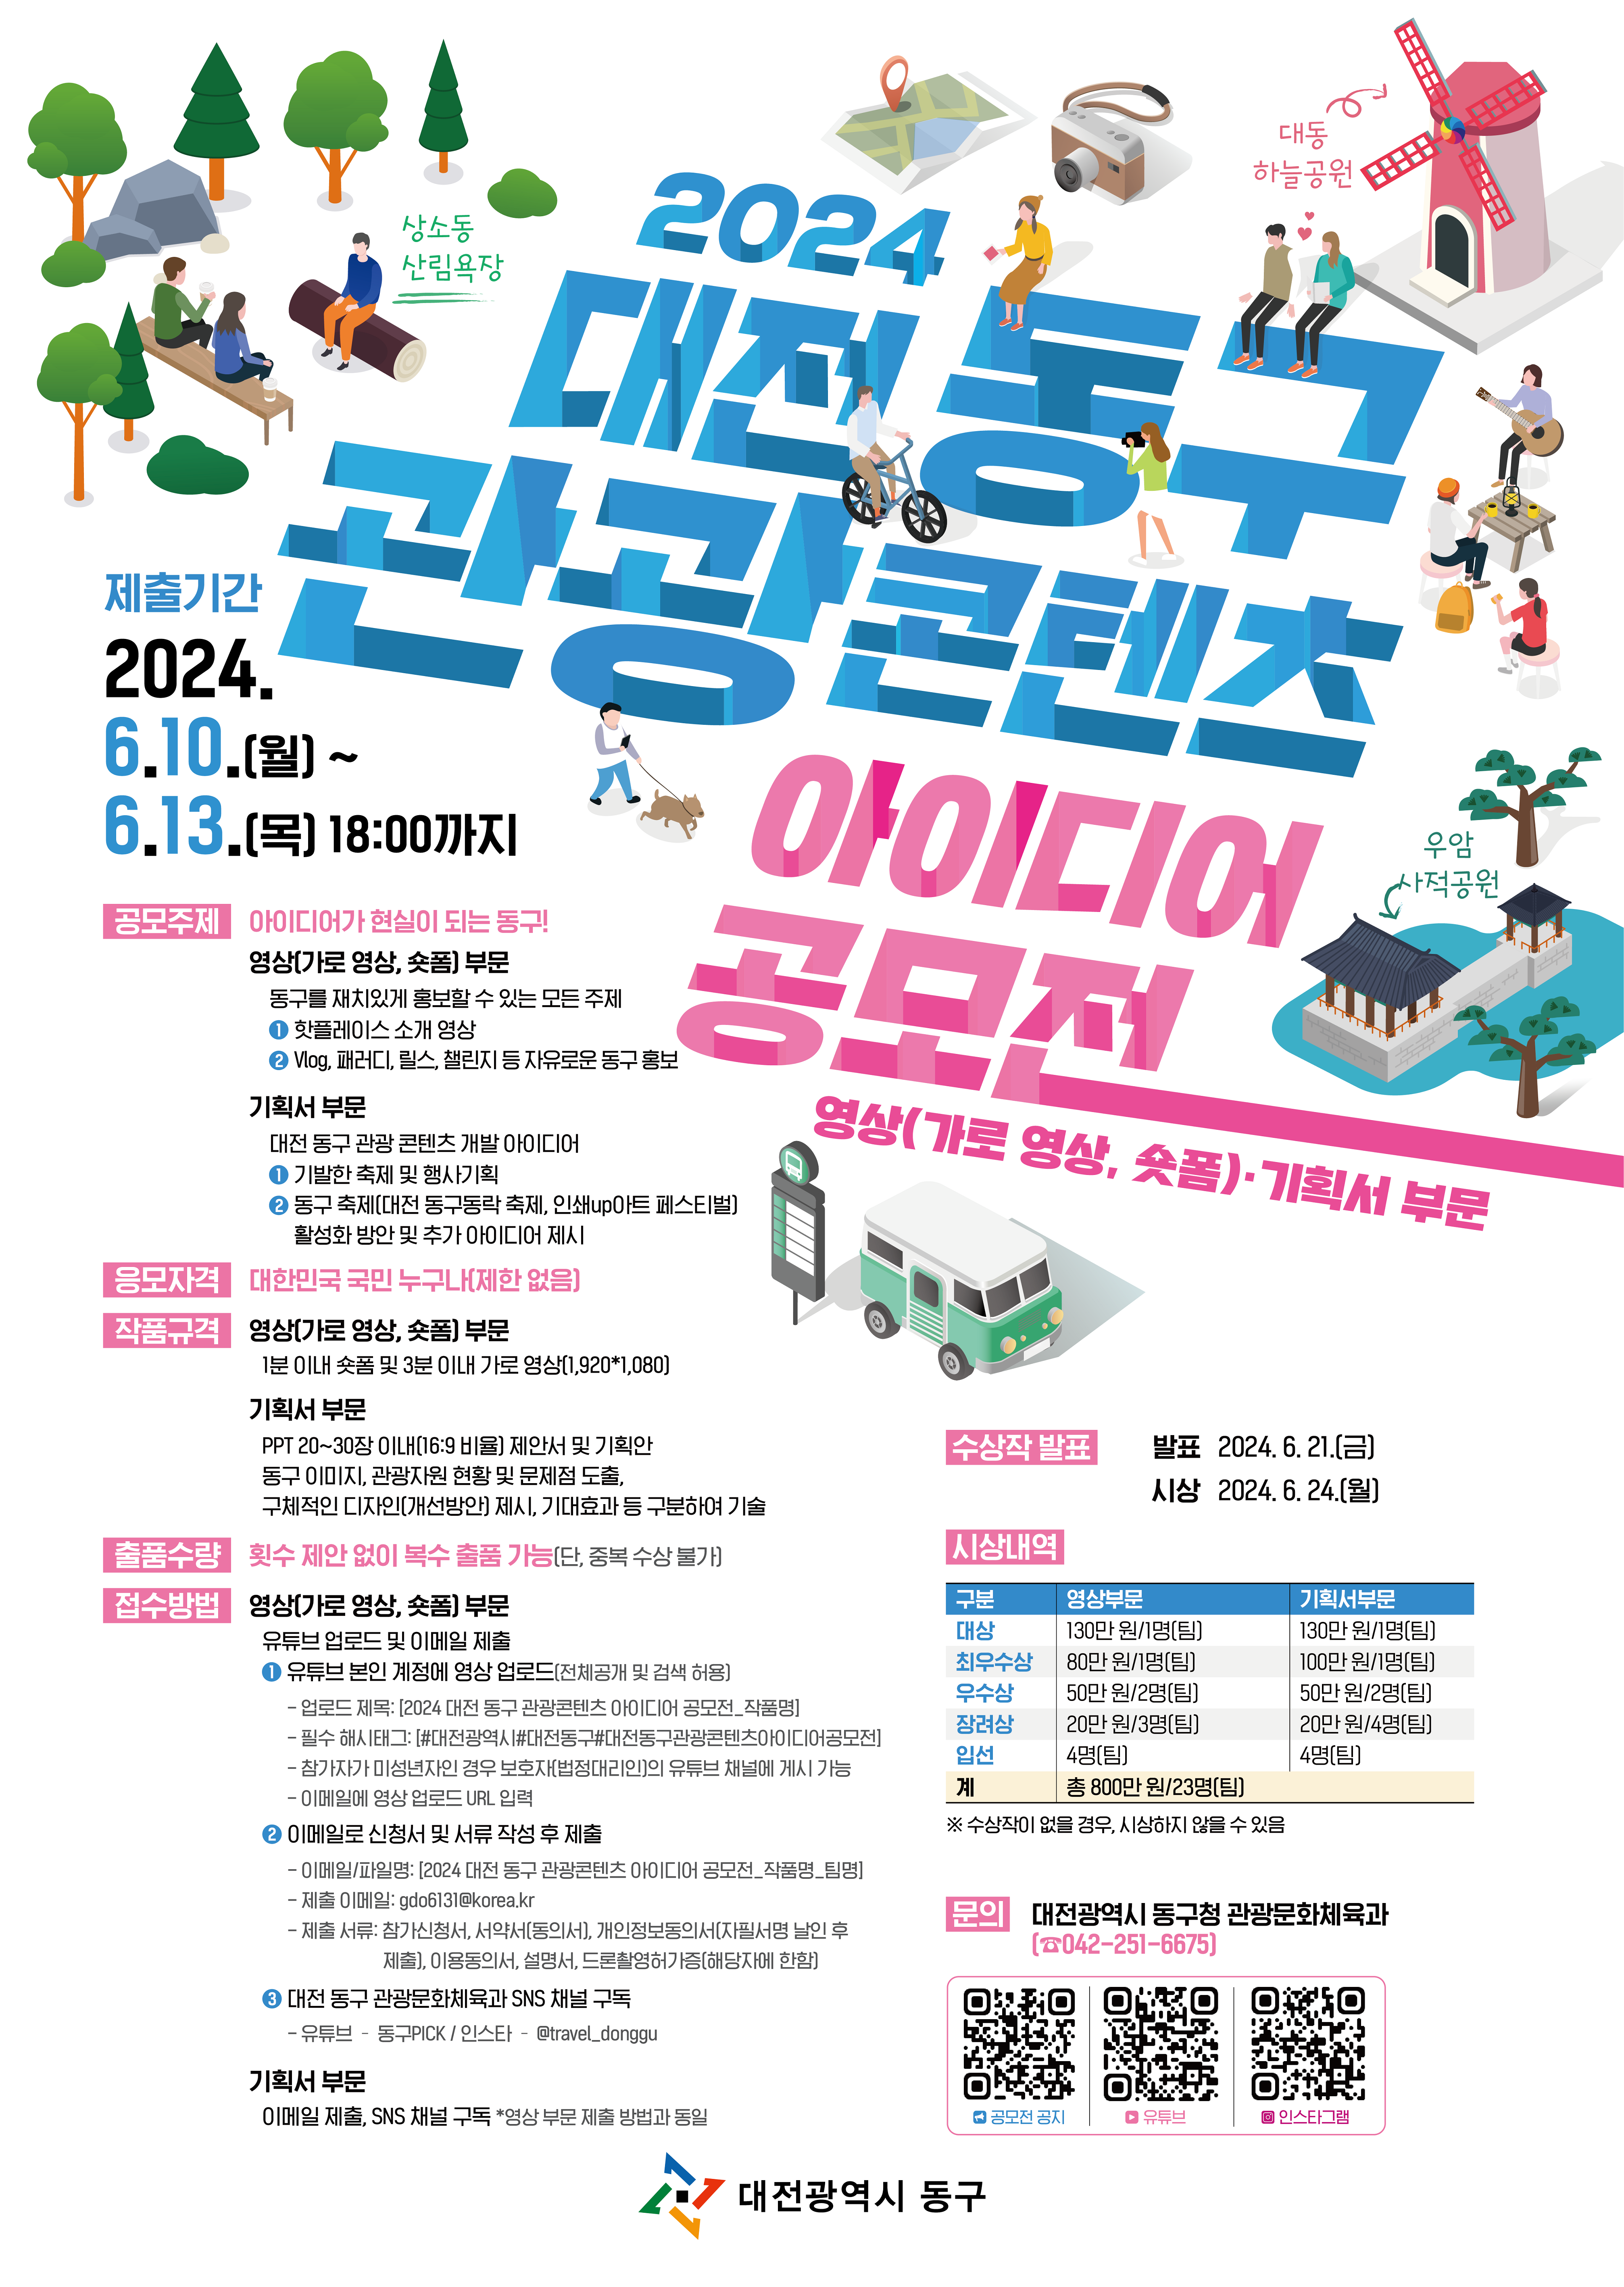 상소동
산림욕장
대동
하늘공원
2024
대전 동구
관광콘텐츠
아이디어
공모전
영상(가로 영상, 숏폼)·기획서 부문
우암
사적공원
제출기간
2024.
6.10.(월) ~
6.13.(목) 18:00까지
공모주제 아이디어가 현실이 되는 동구!
영상(가로 영상, 숏폼) 부문
동구를 재치있게 홍보할 수 있는 모든 주제
❶ 핫플레이스 소개 영상
❷ Vlog, 패러디, 릴스, 챌린지 등 자유로운 동구 홍보
기획서 부문
대전 동구 관광 콘텐츠 개발 아이디어
❶ 기발한 축제 및 행사기획
❷ 동구 축제(대전 동구동락 축제, 인쇄up아트 페스티벌)
활성화 방안 및 추가 아이디어 제시
응모자격 대한민국 국민 누구나(제한 없음)
작품규격 영상(가로 영상, 숏폼) 부문
1분 이내 숏폼 및 3분 이내 가로 영상(1,920*1,080)
기획서 부문
PPT 20~30장 이내(16:9 비율) 제안서 및 기획안
동구 이미지, 관광자원 현황 및 문제점 도출,
구체적인 디자인(개선방안) 제시, 기대효과 등 구분하여 기술
출품수량 횟수 제안 없이 복수 출품 가능(단, 중복 수상 불가)
접수방법 영상(가로 영상, 숏폼) 부문
유튜브 업로드 및 이메일 제출
❶ 유튜브 본인 계정에 영상 업로드(전체공개 및 검색 허용)
- 업로드 제목: [2024 대전 동구 관광콘텐츠 아이디어 공모전_작품명]
- 필수 해시태그: [#대전광역시#대전동구#대전동구관광콘텐츠아이디어공모전]
- 참가자가 미성년자인 경우 보호자(법정대리인)의 유튜브 채널에 게시 가능
- 이메일에 영상 업로드 URL 입력
❷ 이메일로 신청서 및 서류 작성 후 제출
- 이메일/파일명: [2024 대전 동구 관광콘텐츠 아이디어 공모전_작품명_팀명]
- 제출 이메일: gdo6131@korea.kr
- 제출 서류: 참가신청서, 서약서(동의서), 개인정보동의서(자필서명 날인 후
제출), 이용동의서, 설명서, 드론촬영허가증(해당자에 한함)
❸ 대전 동구 관광문화체육과 SNS 채널 구독
- 유튜브 - 동구PICK / 인스타 - @travel_donggu
기획서 부문
이메일 제출, SNS 채널 구독 *영상 부문 제출 방법과 동일
수상작 발표 발표 2024. 6. 21.(금)
시상 2024. 6. 24.(월)
시상내역
구분 영상부문 기획서부문
대상 130만 원/1명(팀) 130만 원/1명(팀)
최우수상 80만 원/1명(팀) 100만 원/1명(팀)
우수상 50만 원/2명(팀) 50만 원/2명(팀)
장려상 20만 원/3명(팀) 20만 원/4명(팀)
입선 4명(팀) 4명(팀)
계 총 800만 원/23명(팀)
※ 수상작이 없을 경우, 시상하지 않을 수 있음
문의 대전광역시 동구청 관광문화체육과
(☎042-251-6675)
공모전 공지 유튜브 인스타그램
대전광역시 동구